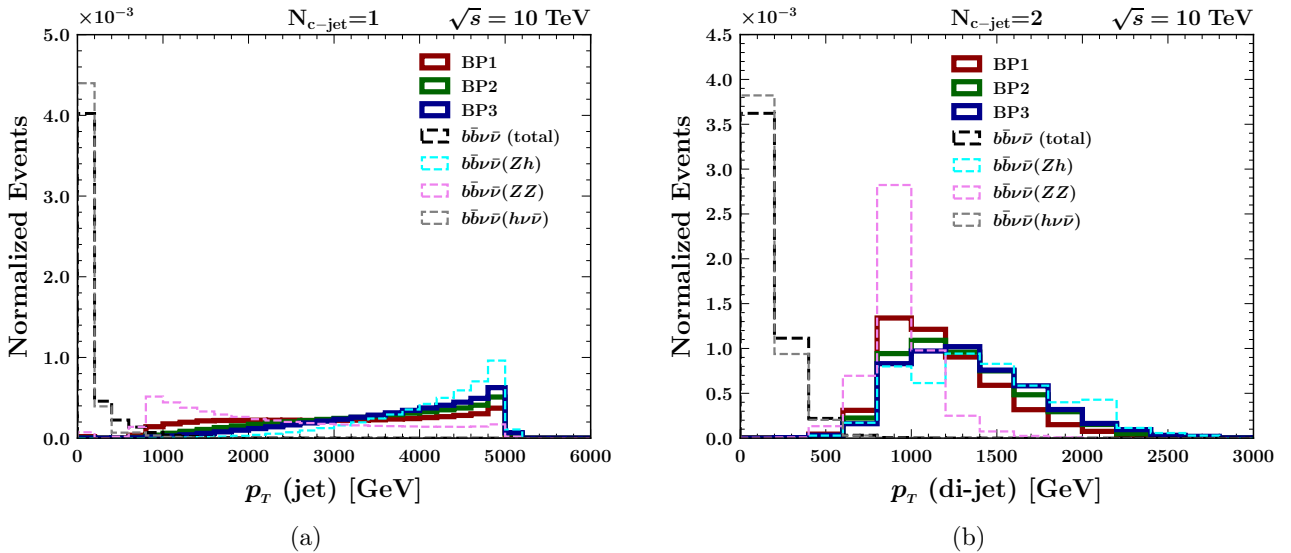 ×10⁻³ N_{c−jet}=1 √s = 10 TeV
5.0
4.0
3.0
2.0
1.0
0.0
Normalized Events
BP1
BP2
BP3
bb̄νν̄ (total)
bb̄νν̄(Zh)
bb̄νν̄(ZZ)
bb̄νν̄(hνν̄)
0 1000 2000 3000 4000 5000 6000
p_T (jet) [GeV]
(a)
×10⁻³ N_{c−jet}=2 √s = 10 TeV
4.5
4.0
3.5
3.0
2.5
2.0
1.5
1.0
0.5
0.0
Normalized Events
BP1
BP2
BP3
bb̄νν̄ (total)
bb̄νν̄(Zh)
bb̄νν̄(ZZ)
bb̄νν̄(hνν̄)
0 500 1000 1500 2000 2500 3000
p_T (di-jet) [GeV]
(b)